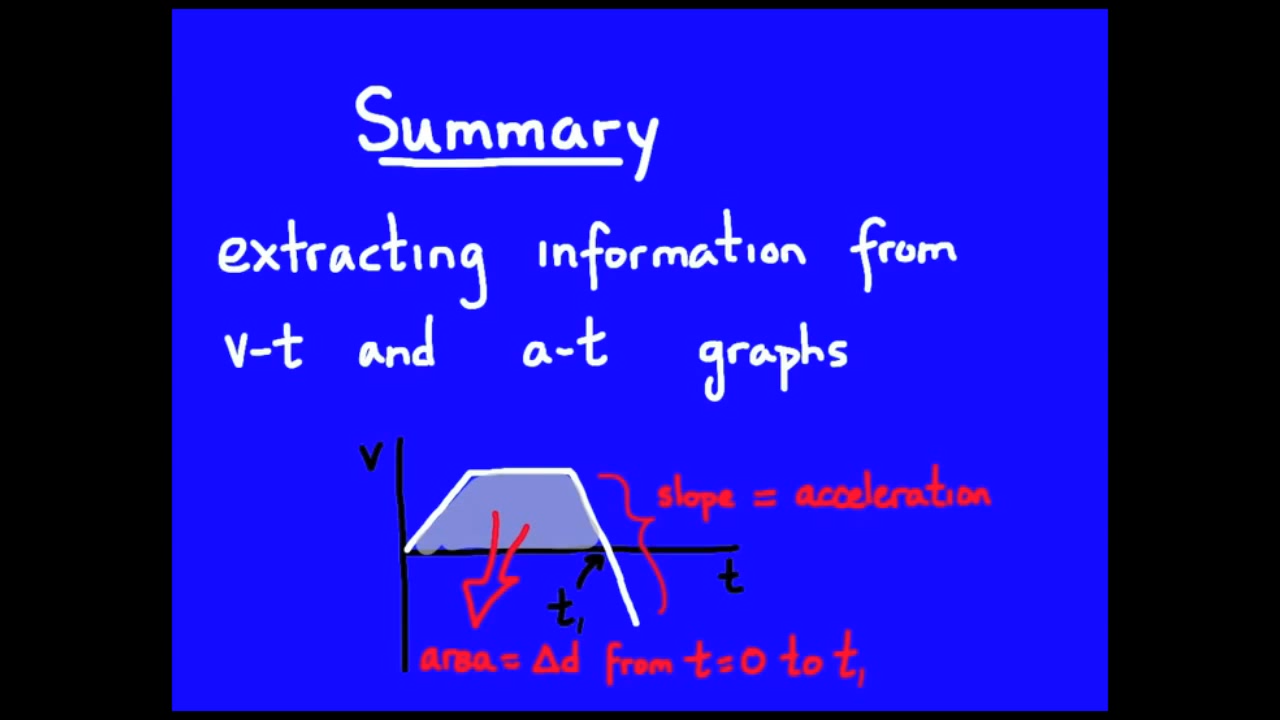 Summary
extracting information from
v-t and a-t graphs
v
slope = acceleration
t
t₁
area = Δd from t=0 to t₁